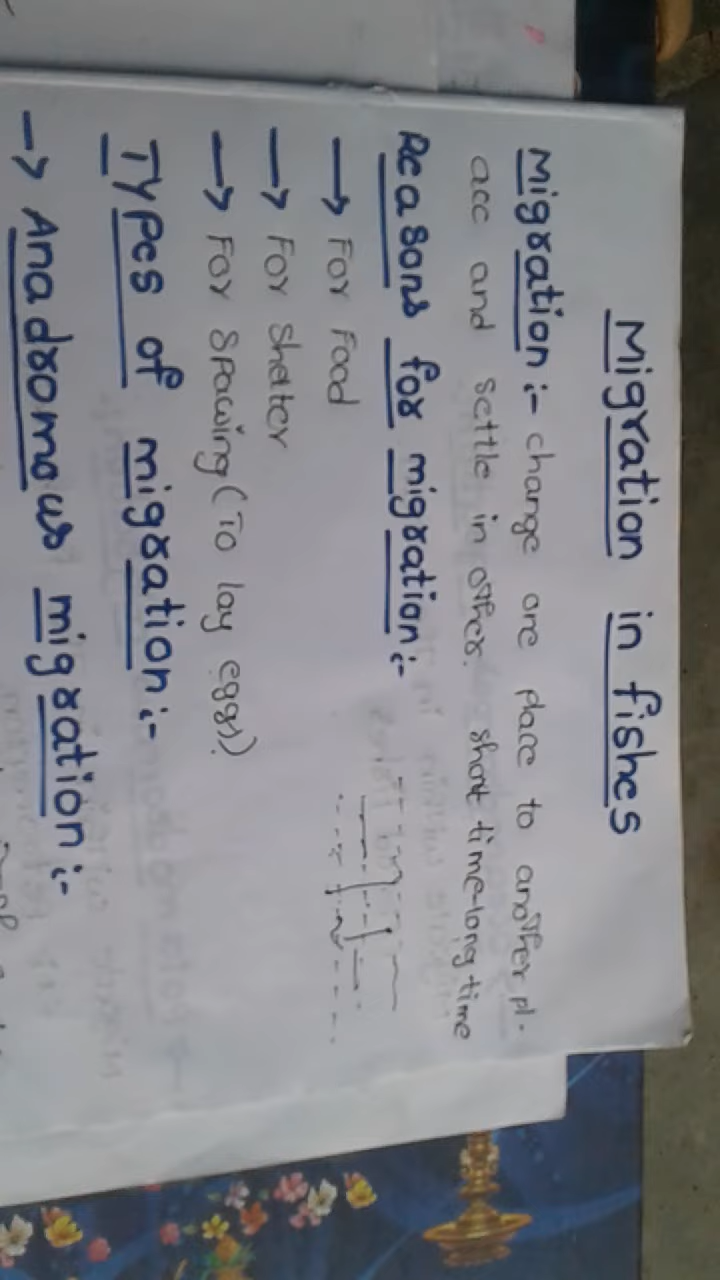 Migration in fishes
Migration :- change are place to another pl.
ace and settle in other. short time-long time
Reasons for migration :-
→ For Food
→ For Shelter
→ For Spawing (To lay eggs).
Types of migration :-
→ Anadromous migration :-